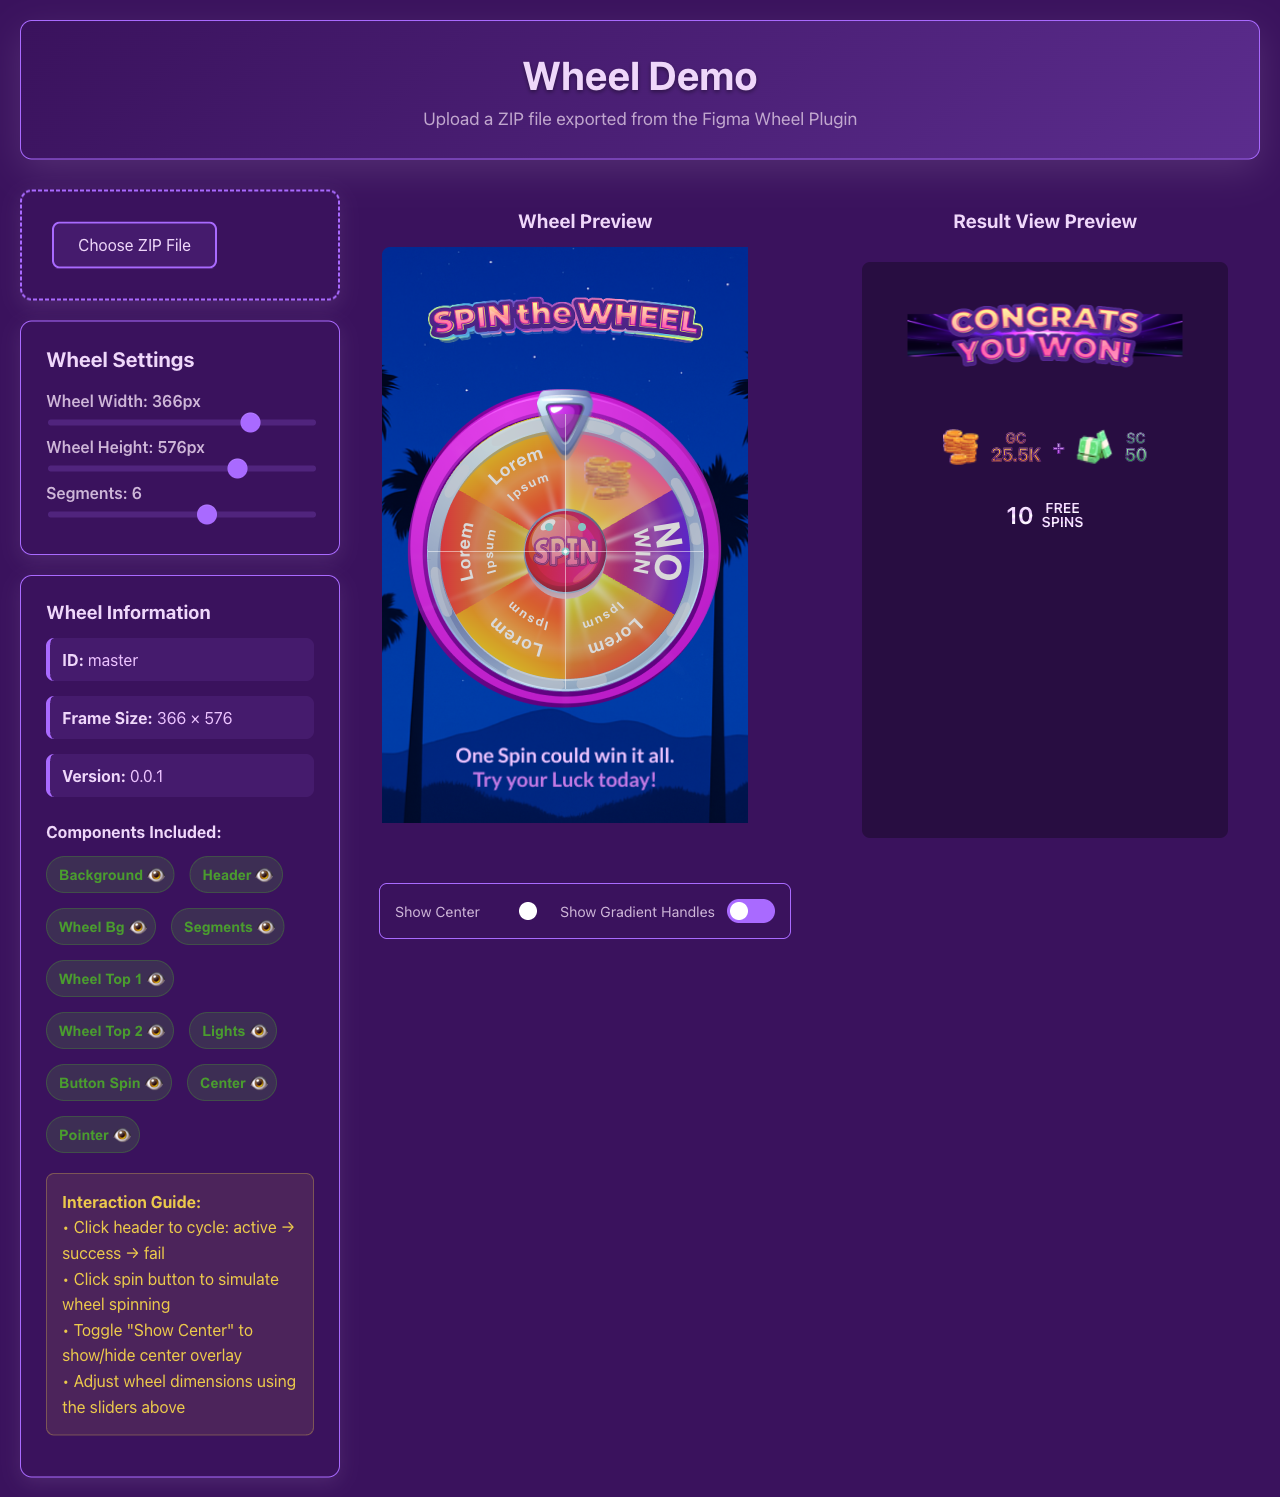 Wheel Demo
Upload a ZIP file exported from the Figma Wheel Plugin
Choose ZIP File
Wheel Settings
Wheel Width: 366px
Wheel Height: 576px
Segments: 6
Wheel Information
ID: master
Frame Size: 366 × 576
Version: 0.0.1
Components Included:
Background
Header
Wheel Bg
Segments
Wheel Top 1
Wheel Top 2
Lights
Button Spin
Center
Pointer
Interaction Guide:
• Click header to cycle: active →
success → fail
• Click spin button to simulate
wheel spinning
• Toggle "Show Center" to
show/hide center overlay
• Adjust wheel dimensions using
the sliders above
Wheel Preview
SPIN the WHEEL
Lorem
Ipsum
NO
WIN
Lorem
Ipsum
Lorem
Ipsum
Lorem
Ipsum
SPIN
One Spin could win it all.
Try your Luck today!
Show Center
Show Gradient Handles
Result View Preview
CONGRATS
YOU WON!
GC
25.5K
+
SC
50
10
FREE
SPINS